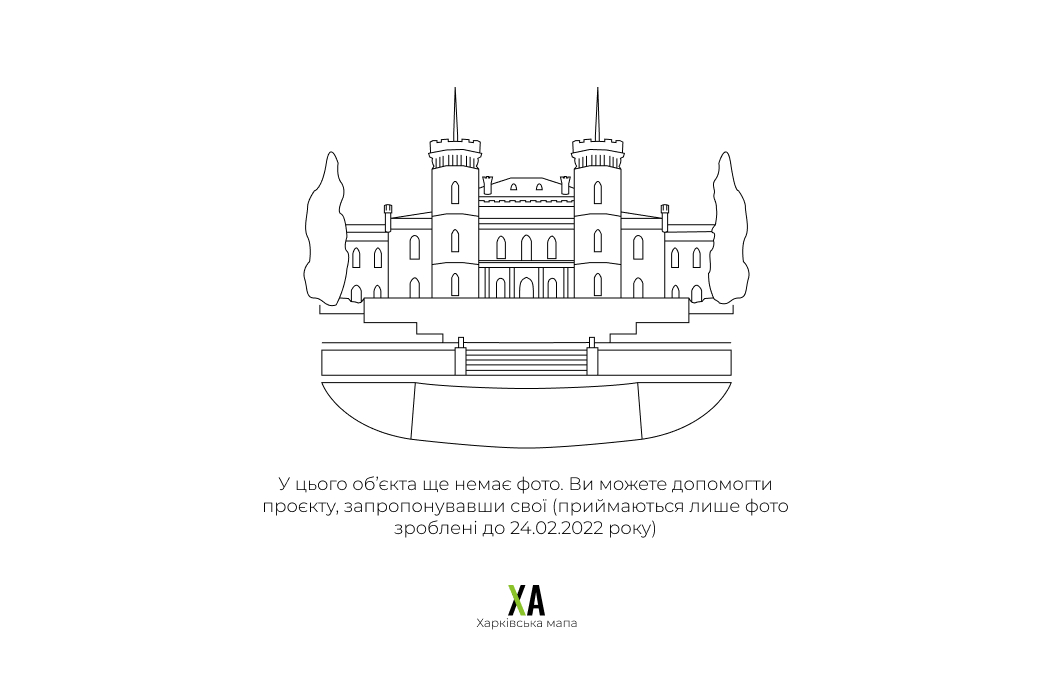 У цього об’єкта ще немає фото. Ви можете допомогти
проєкту, запропонувавши свої (приймаються лише фото
зроблені до 24.02.2022 року)
ХА
Харківська мапа